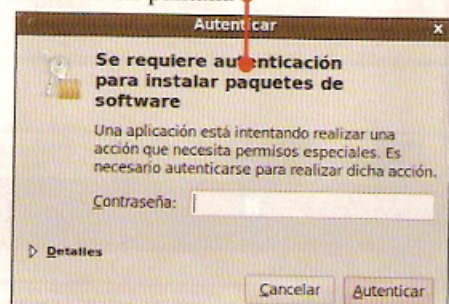 Autenticar
Se requiere autenticación
para instalar paquetes de
software
Una aplicación está intentando realizar una
acción que necesita permisos especiales. Es
necesario autenticarse para realizar dicha acción.
Contraseña:
Detalles
Cancelar Autenticar